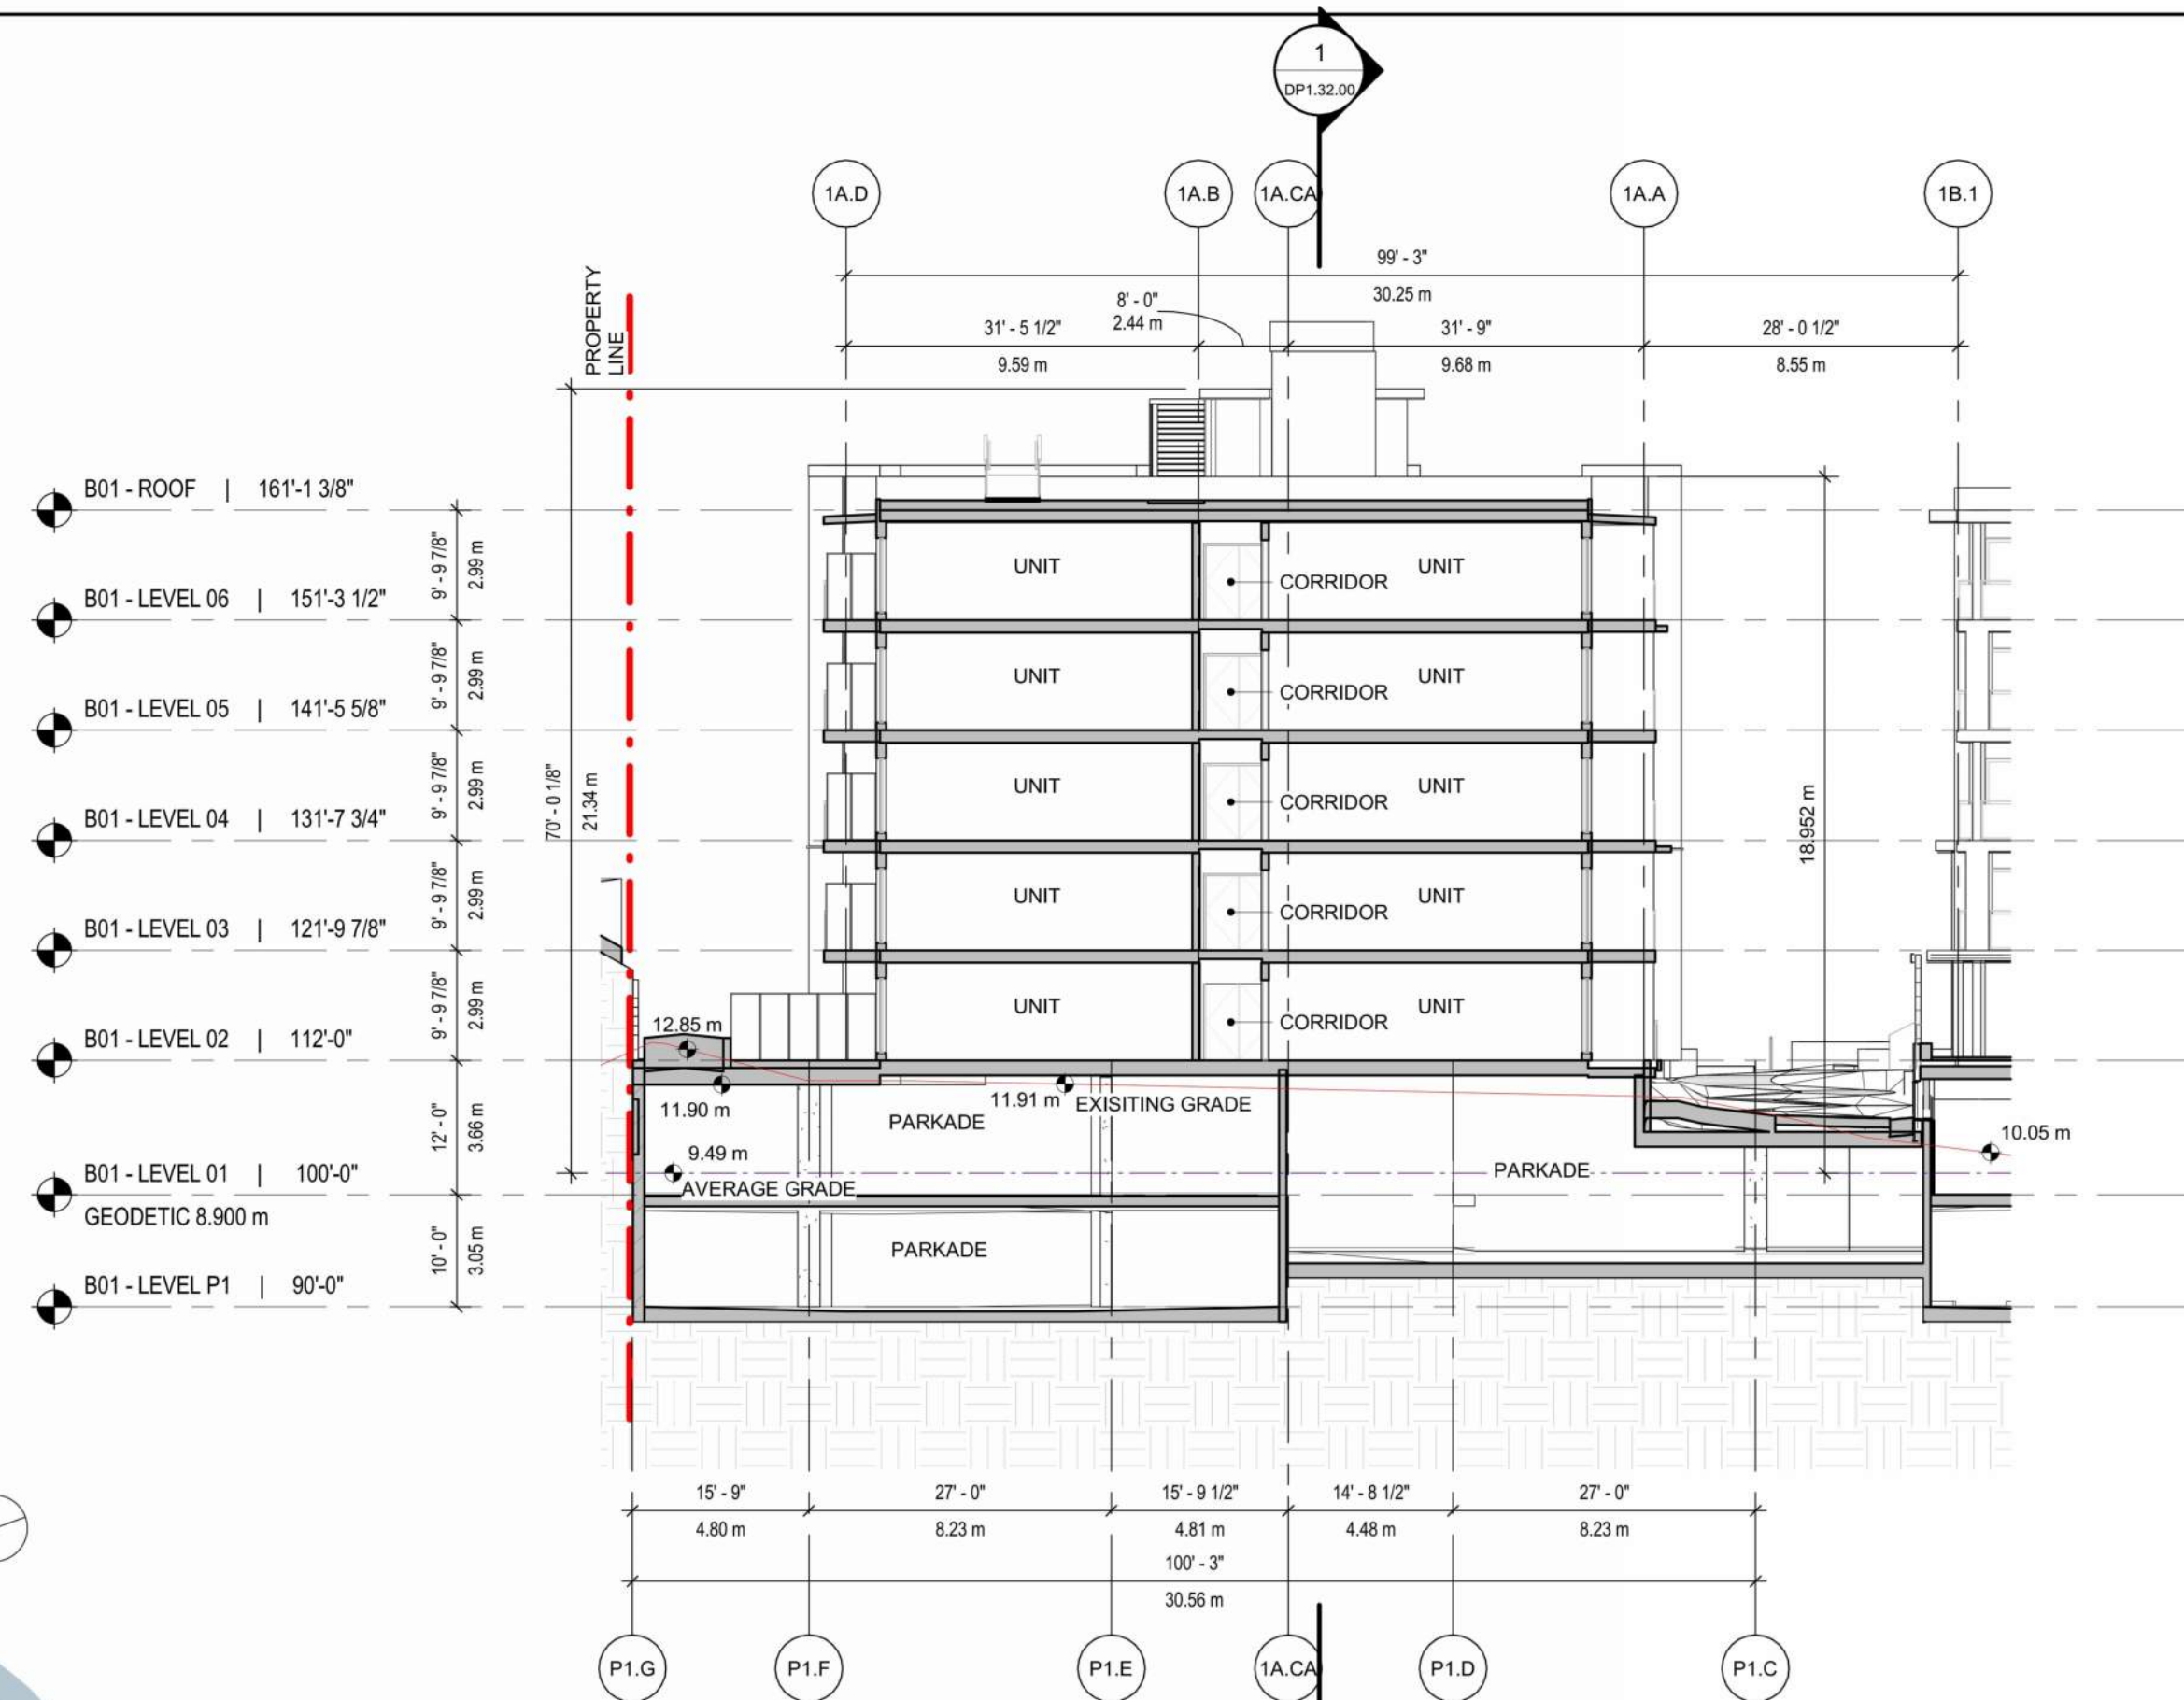 1
DP1.32.00
1A.D
1A.B
1A.CA
1A.A
1B.1
PROPERTY
LINE
99' - 3"
30.25 m
8' - 0"
2.44 m
31' - 5 1/2"
9.59 m
31' - 9"
9.68 m
28' - 0 1/2"
8.55 m
B01 - ROOF | 161'-1 3/8"
9' - 9 7/8"
2.99 m
UNIT
CORRIDOR
UNIT
B01 - LEVEL 06 | 151'-3 1/2"
9' - 9 7/8"
2.99 m
UNIT
CORRIDOR
UNIT
B01 - LEVEL 05 | 141'-5 5/8"
9' - 9 7/8"
2.99 m
70' - 0 1/8"
21.34 m
UNIT
CORRIDOR
UNIT
18.952 m
B01 - LEVEL 04 | 131'-7 3/4"
9' - 9 7/8"
2.99 m
UNIT
CORRIDOR
UNIT
B01 - LEVEL 03 | 121'-9 7/8"
9' - 9 7/8"
2.99 m
UNIT
CORRIDOR
UNIT
12.85 m
B01 - LEVEL 02 | 112'-0"
12' - 0"
3.66 m
11.90 m
11.91 m
EXISITING GRADE
PARKADE
9.49 m
AVERAGE GRADE
PARKADE
10.05 m
B01 - LEVEL 01 | 100'-0"
GEODETIC 8.900 m
10' - 0"
3.05 m
PARKADE
B01 - LEVEL P1 | 90'-0"
15' - 9"
4.80 m
27' - 0"
8.23 m
15' - 9 1/2"
4.81 m
14' - 8 1/2"
4.48 m
27' - 0"
8.23 m
100' - 3"
30.56 m
P1.G
P1.F
P1.E
1A.CA
P1.D
P1.C